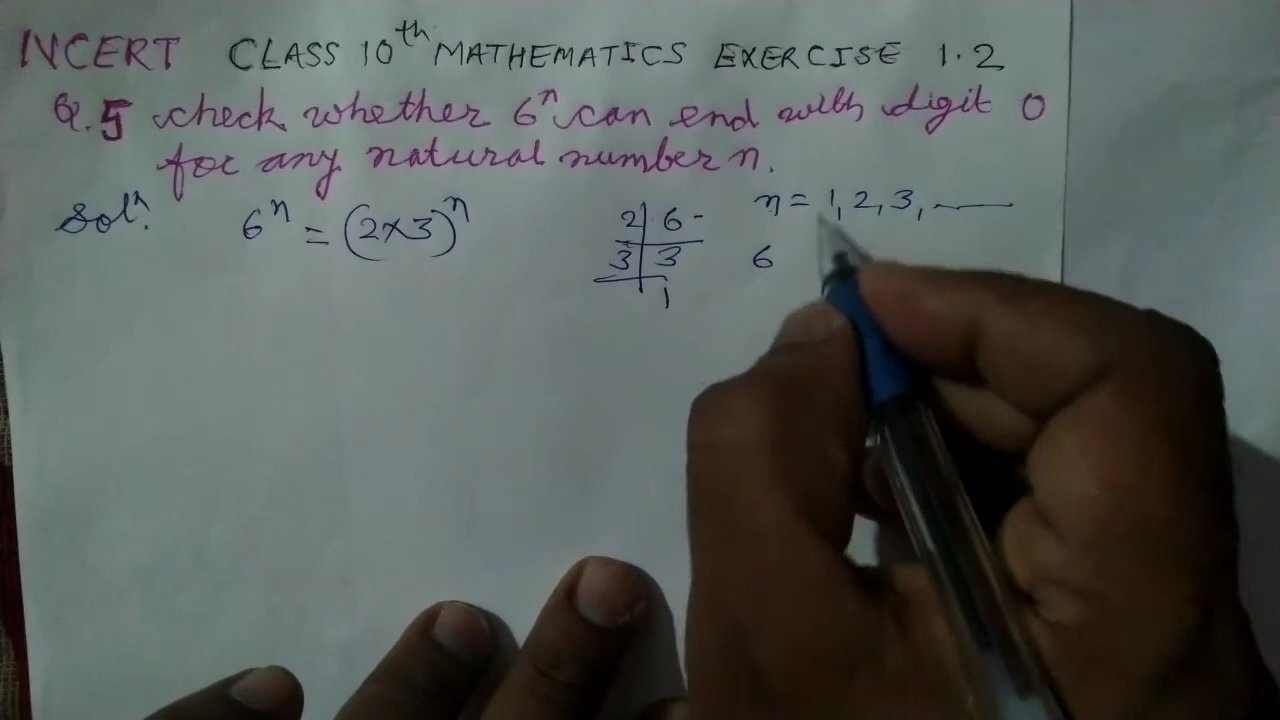 NCERT CLASS 10th MATHEMATICS EXERCISE 1.2
Q.5 check whether 6ⁿ can end with digit 0
for any natural number n.
Solⁿ. 6ⁿ = (2×3)ⁿ
2 | 6 -
3 | 3
1
n = 1, 2, 3, ——
6